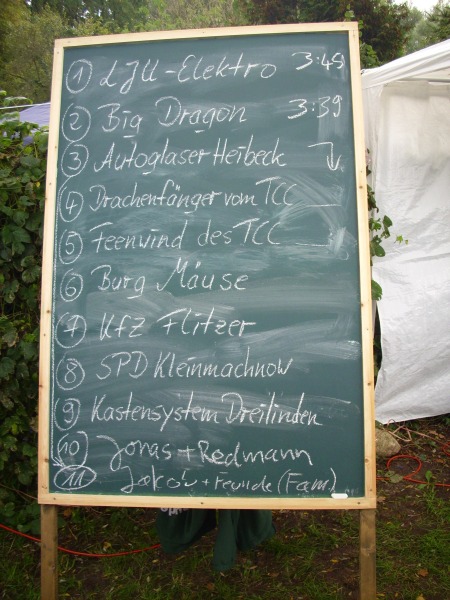 1 LJU-Elektro 3:49
2 Big Dragon 3:39
3 Autoglaser Heibeck
4 Drachenfänger vom TCC
5 Feenwind des TCC
6 Burg Mäuse
7 KfZ Flitzer
8 SPD Kleinmachnow
9 Kastensystem Dreilinden
10 Jonas + Redmann
11 Jakob + Freunde (Fam.)